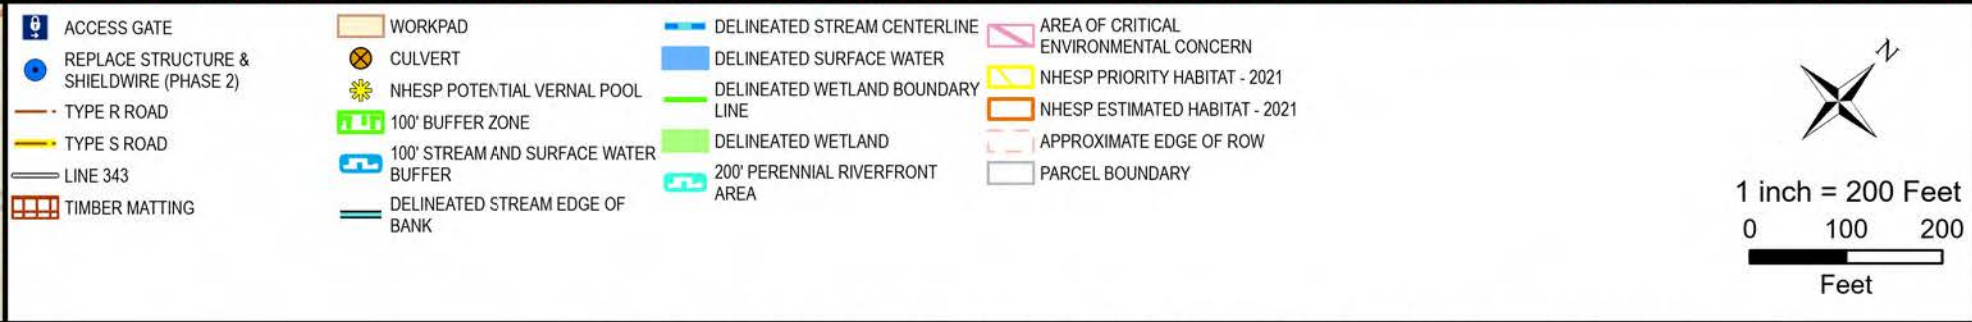 ACCESS GATE
REPLACE STRUCTURE &
SHIELDWIRE (PHASE 2)
TYPE R ROAD
TYPE S ROAD
LINE 343
TIMBER MATTING
WORKPAD
CULVERT
NHESP POTENTIAL VERNAL POOL
100' BUFFER ZONE
100' STREAM AND SURFACE WATER
BUFFER
DELINEATED STREAM EDGE OF
BANK
DELINEATED STREAM CENTERLINE
DELINEATED SURFACE WATER
DELINEATED WETLAND BOUNDARY
LINE
DELINEATED WETLAND
200' PERENNIAL RIVERFRONT
AREA
AREA OF CRITICAL
ENVIRONMENTAL CONCERN
NHESP PRIORITY HABITAT - 2021
NHESP ESTIMATED HABITAT - 2021
APPROXIMATE EDGE OF ROW
PARCEL BOUNDARY
N
1 inch = 200 Feet
0 100 200
Feet